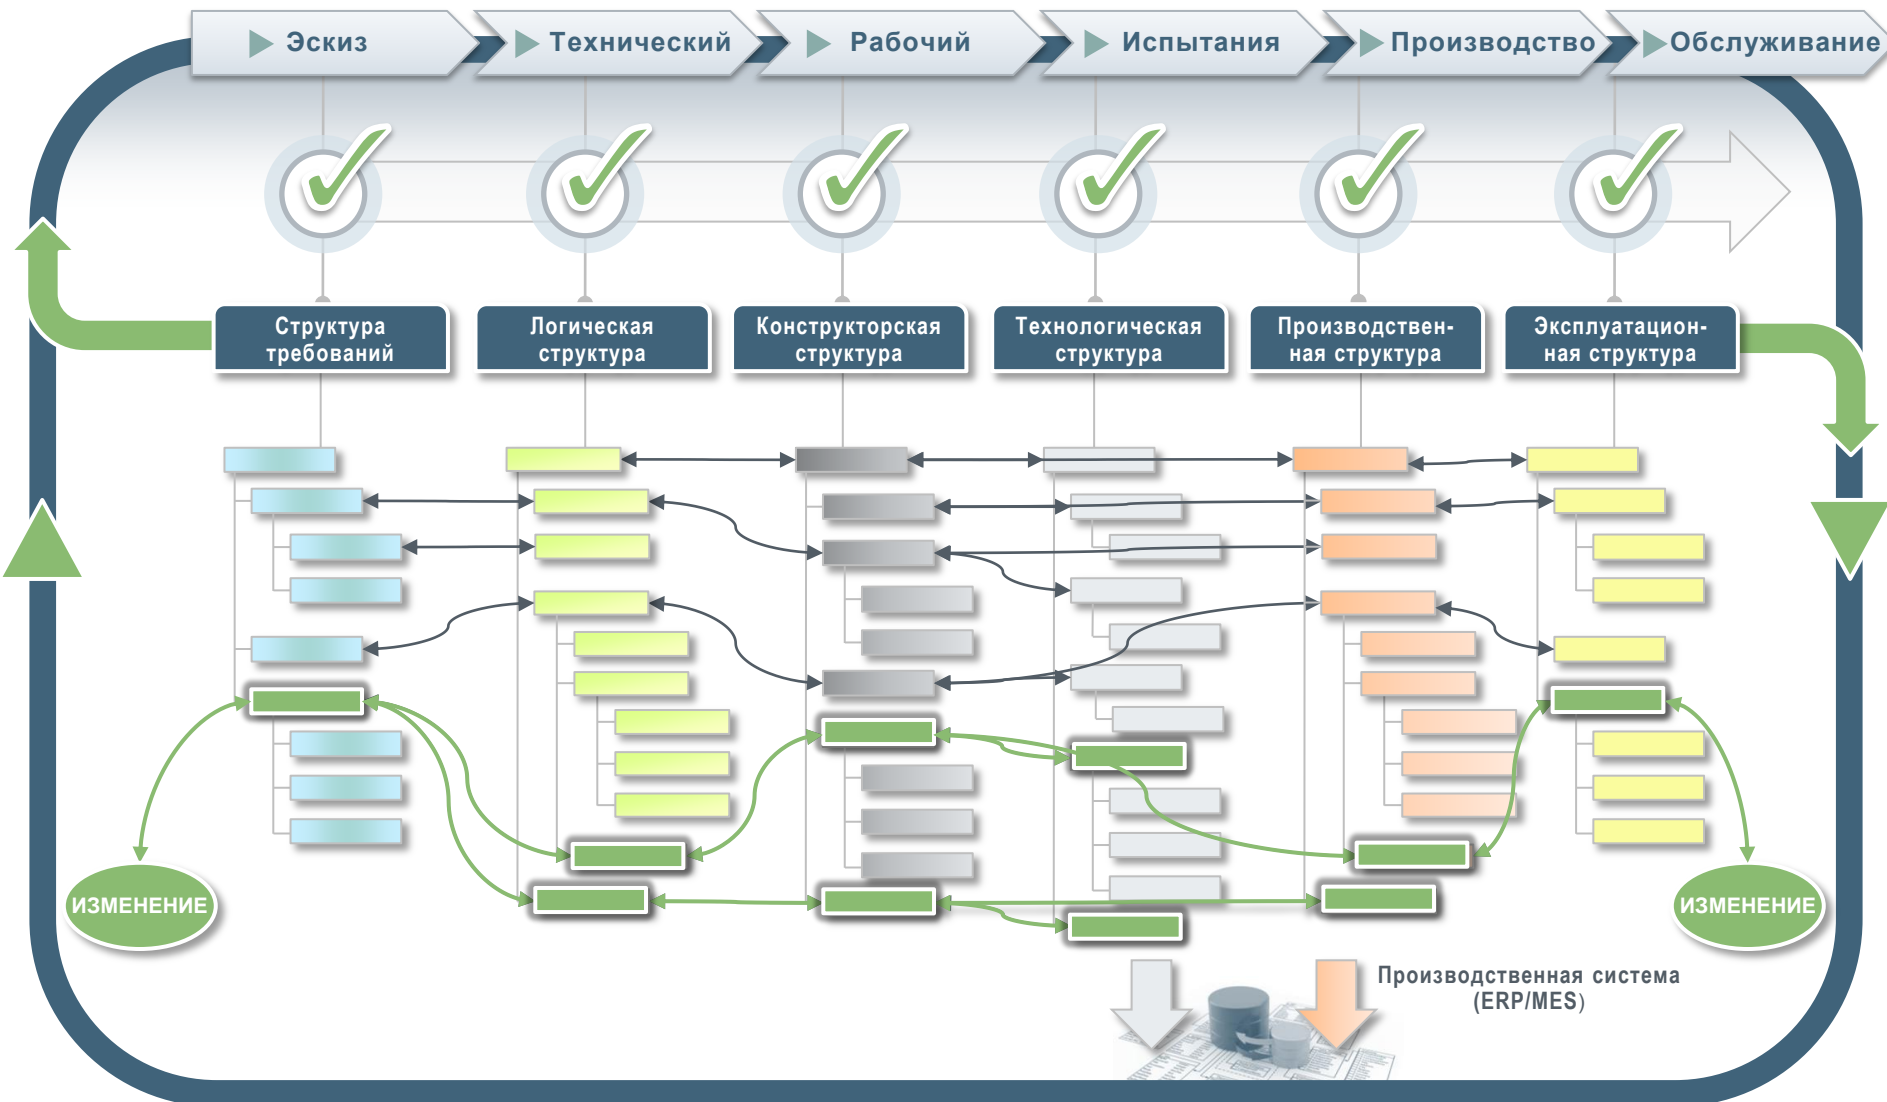 Эскиз
Технический
Рабочий
Испытания
Производство
Обслуживание
Структура
требований
Логическая
структура
Конструкторская
структура
Технологическая
структура
Производствен-
ная структура
Эксплуатацион-
ная структура
ИЗМЕНЕНИЕ
ИЗМЕНЕНИЕ
Производственная система
(ERP/MES)